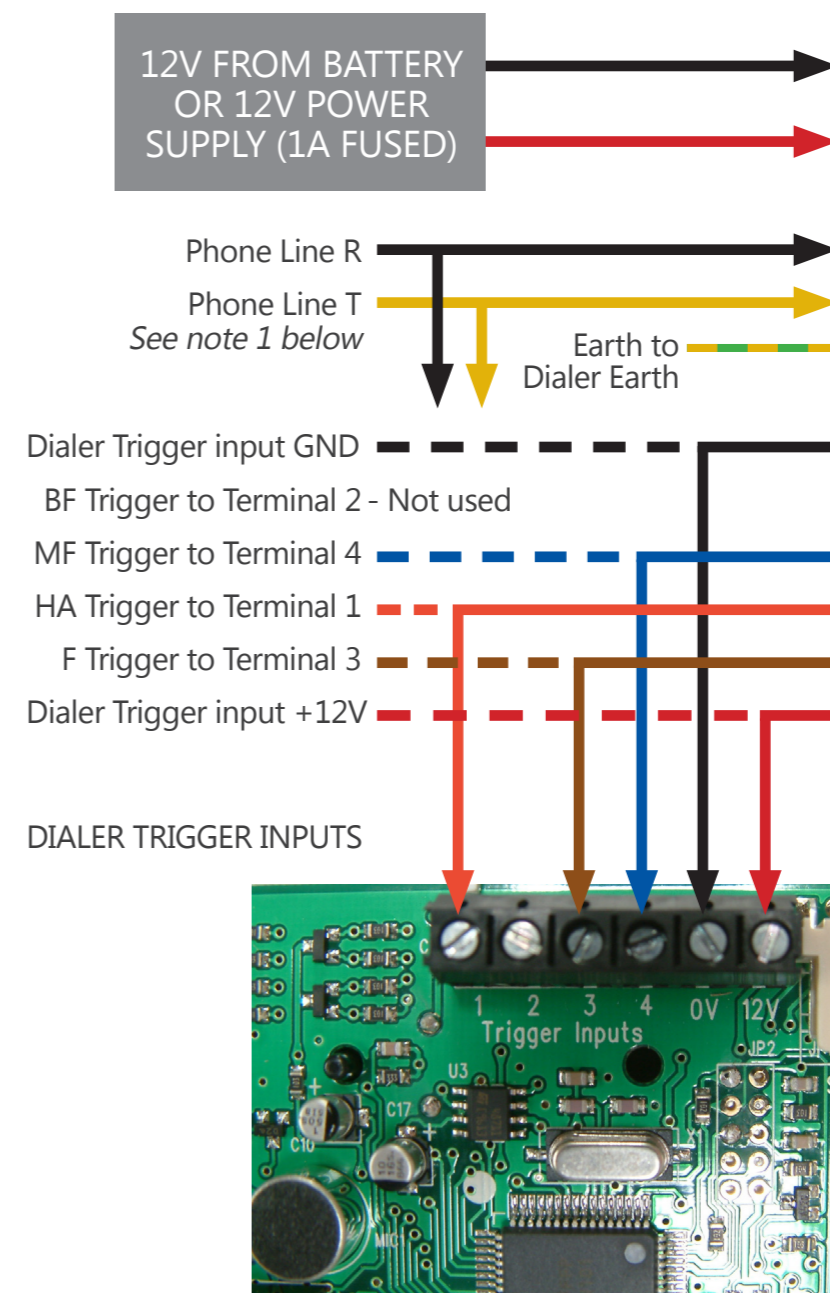 12V FROM BATTERY
OR 12V POWER
SUPPLY (1A FUSED)
Phone Line R
Phone Line T
See note 1 below
Earth to
Dialer Earth
Dialer Trigger input GND
BF Trigger to Terminal 2 - Not used
MF Trigger to Terminal 4
HA Trigger to Terminal 1
F Trigger to Terminal 3
Dialer Trigger input +12V
DIALER TRIGGER INPUTS
1 2 3 4 0V 12V
Trigger Inputs
JP2
U3
C17
C10
X1
MIC1